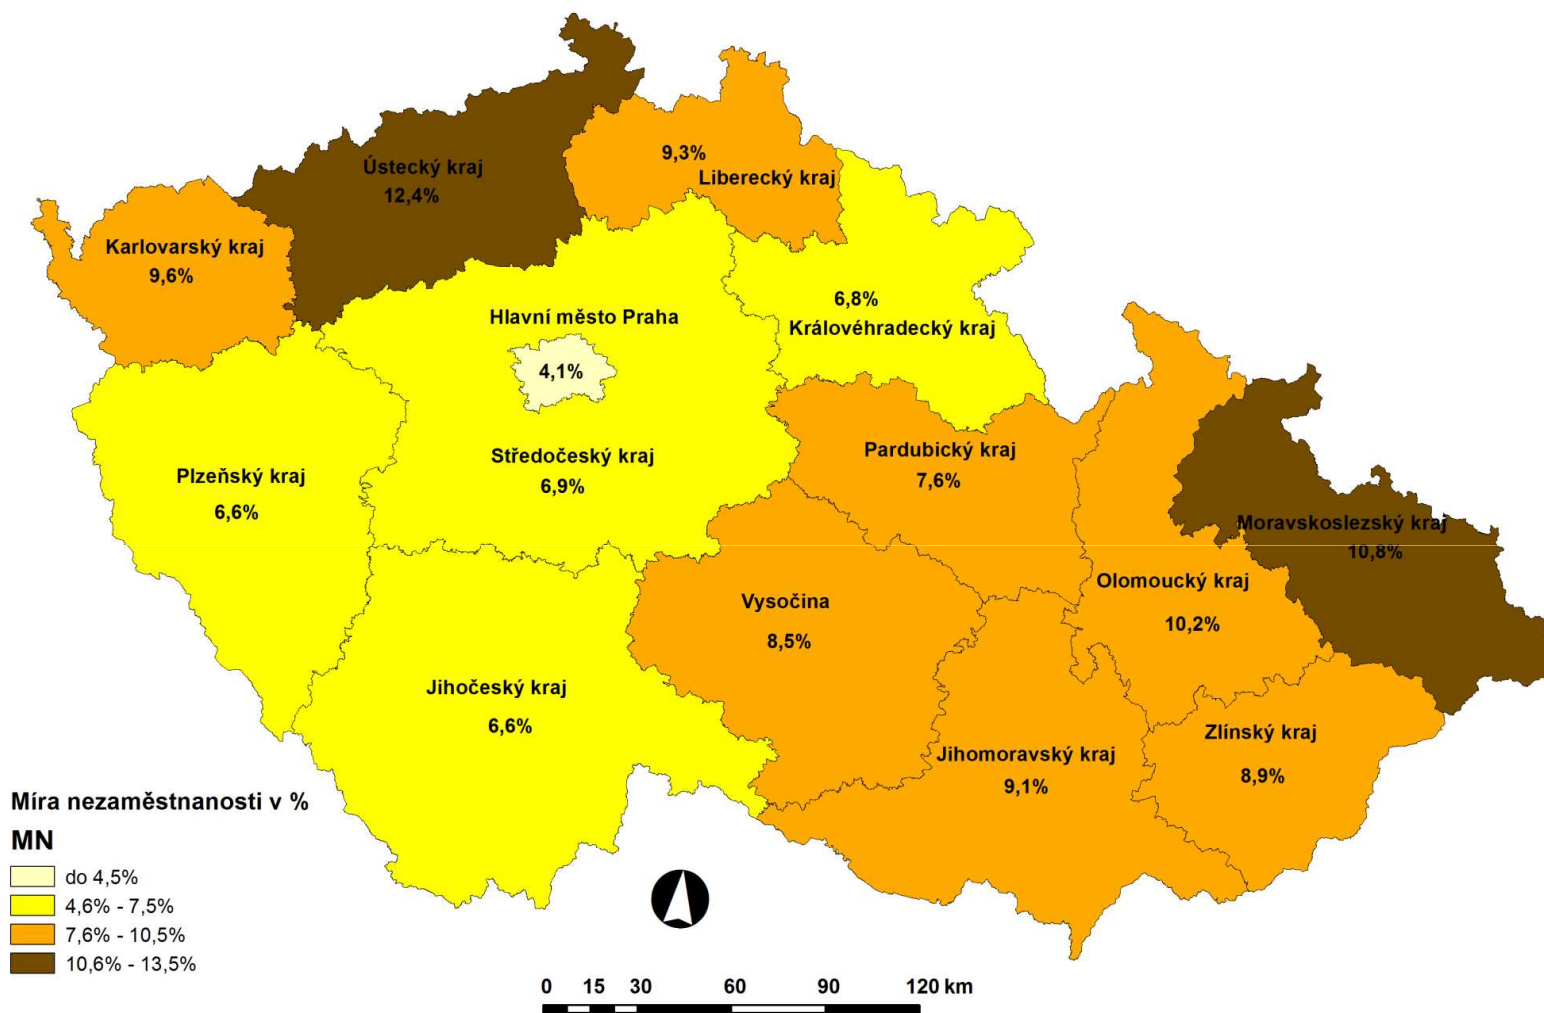 Ústecký kraj
12,4%
9,3%
Liberecký kraj
Karlovarský kraj
9,6%
6,8%
Královéhradecký kraj
Hlavní město Praha
4,1%
Středočeský kraj
6,9%
Plzeňský kraj
6,6%
Pardubický kraj
7,6%
Moravskoslezský kraj
10,8%
Olomoucký kraj
10,2%
Vysočina
8,5%
Jihočeský kraj
6,6%
Jihomoravský kraj
9,1%
Zlínský kraj
8,9%
Míra nezaměstnanosti v %
MN
do 4,5%
4,6% - 7,5%
7,6% - 10,5%
10,6% - 13,5%
0 15 30 60 90 120 km